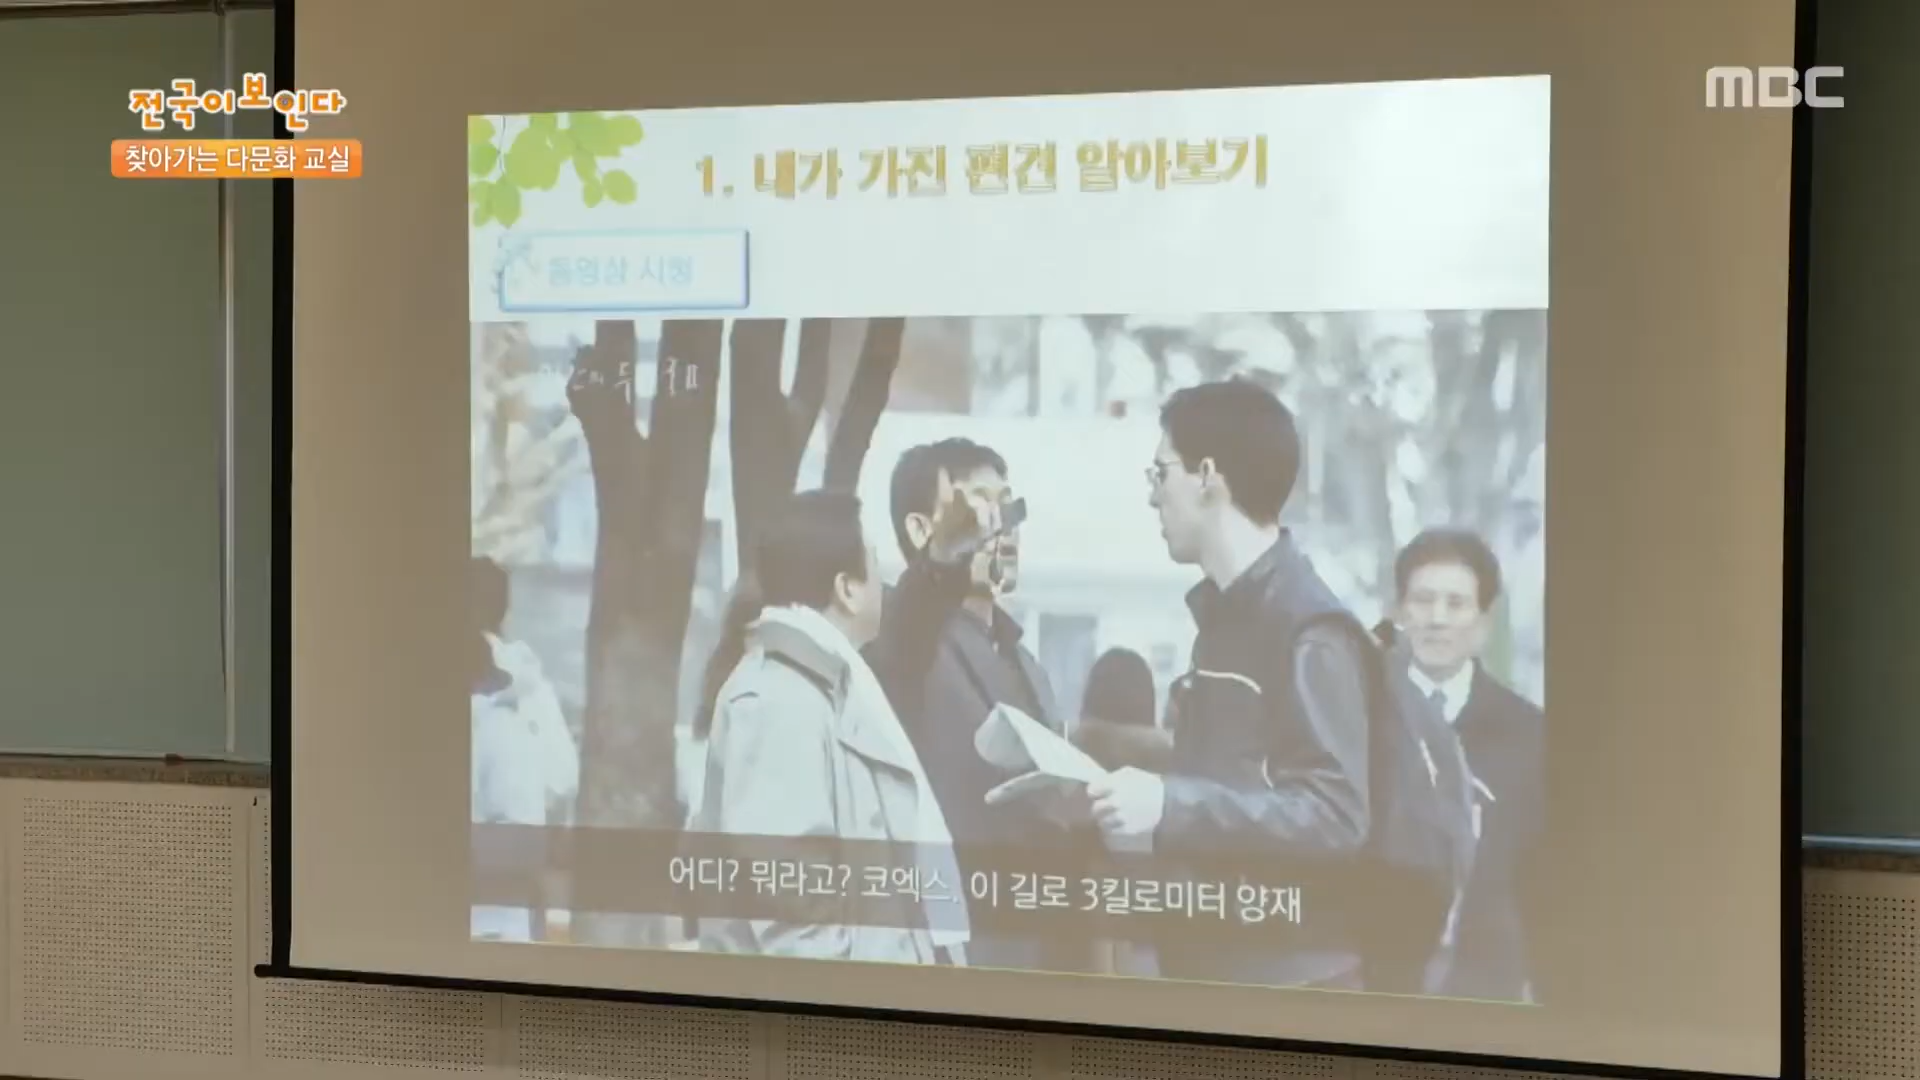 전국이보인다
찾아가는 다문화 교실
MBC
1. 내가 가진 편견 알아보기
동영상 시청
어디? 뭐라고? 코엑스. 이 길로 3킬로미터 양재